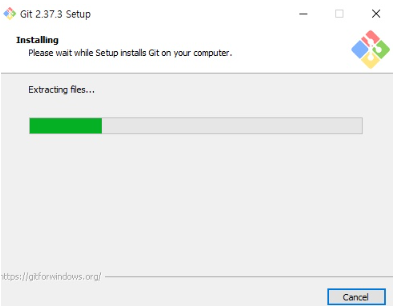 Git 2.37.3 Setup
Installing
Please wait while Setup installs Git on your computer.
Extracting files...
https://gitforwindows.org/
Cancel